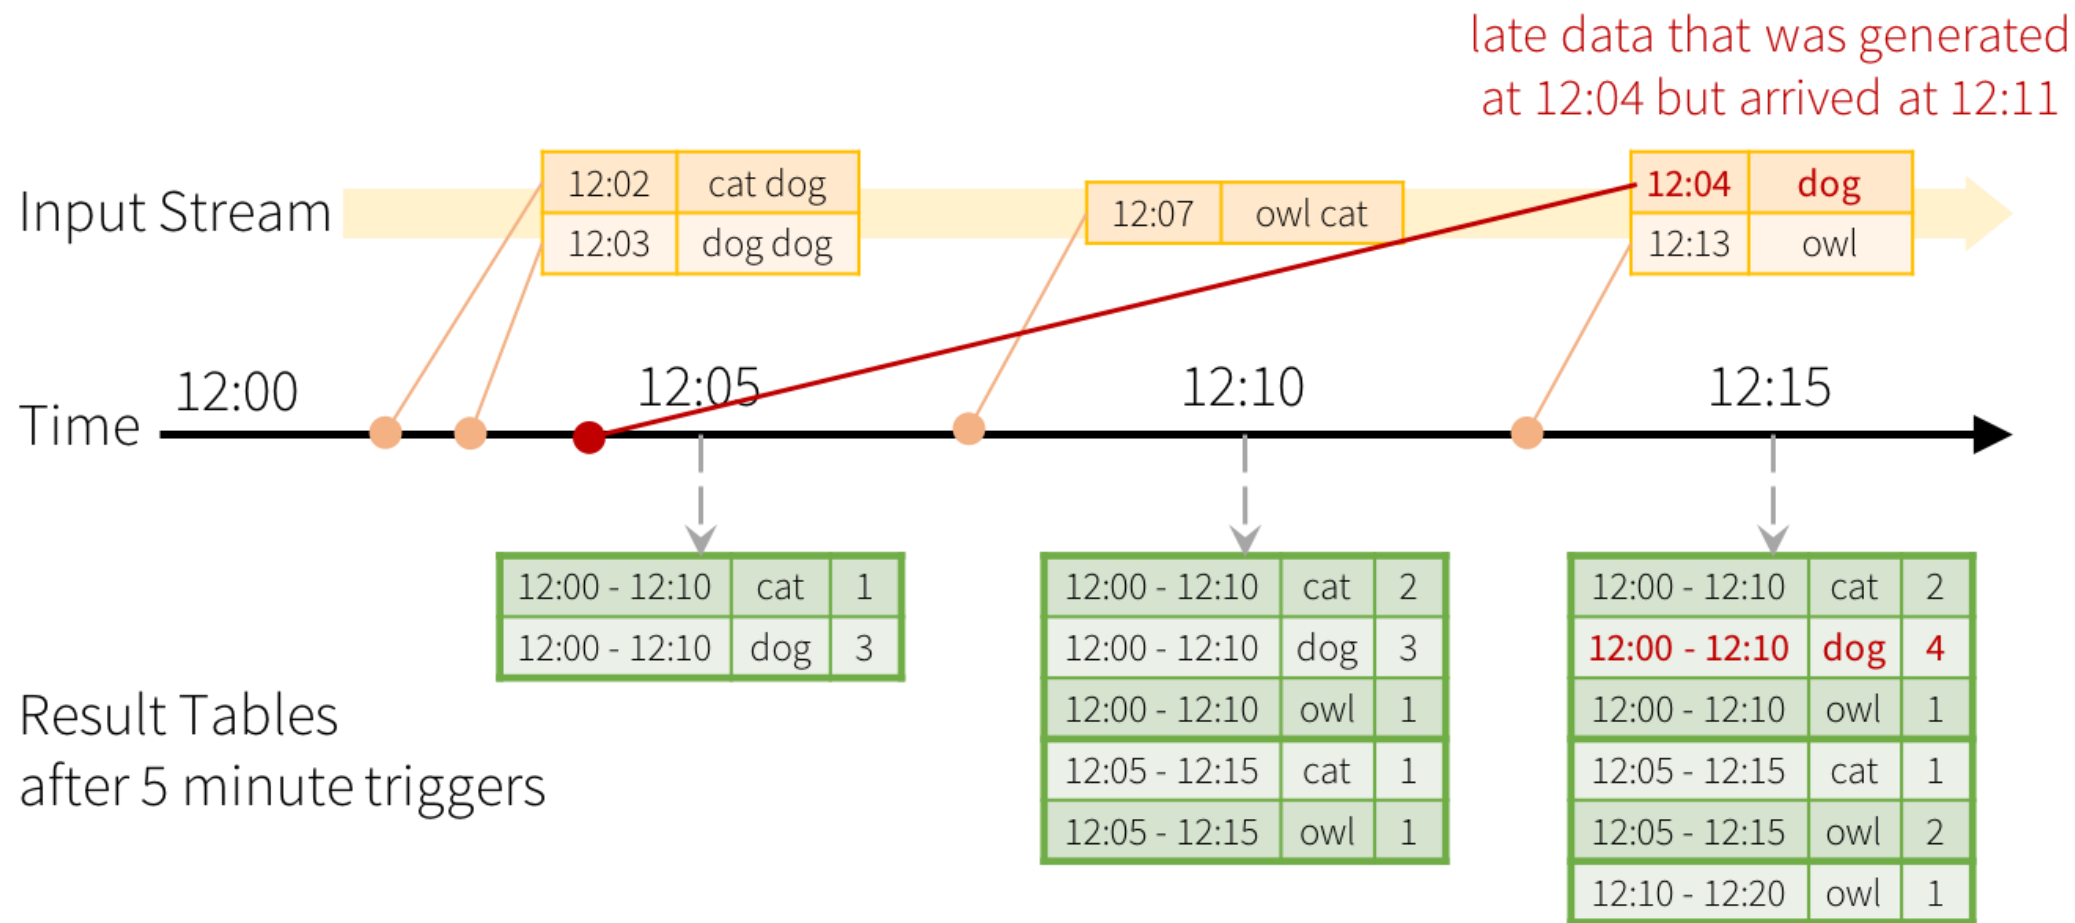 late data that was generated
at 12:04 but arrived at 12:11
Input Stream
12:02 cat dog
12:03 dog dog
12:07 owl cat
12:04 dog
12:13 owl
Time
12:00
12:05
12:10
12:15
Result Tables
after 5 minute triggers
12:00 - 12:10 cat 1
12:00 - 12:10 dog 3
12:00 - 12:10 cat 2
12:00 - 12:10 dog 3
12:00 - 12:10 owl 1
12:05 - 12:15 cat 1
12:05 - 12:15 owl 1
12:00 - 12:10 cat 2
12:00 - 12:10 dog 4
12:00 - 12:10 owl 1
12:05 - 12:15 cat 1
12:05 - 12:15 owl 2
12:10 - 12:20 owl 1